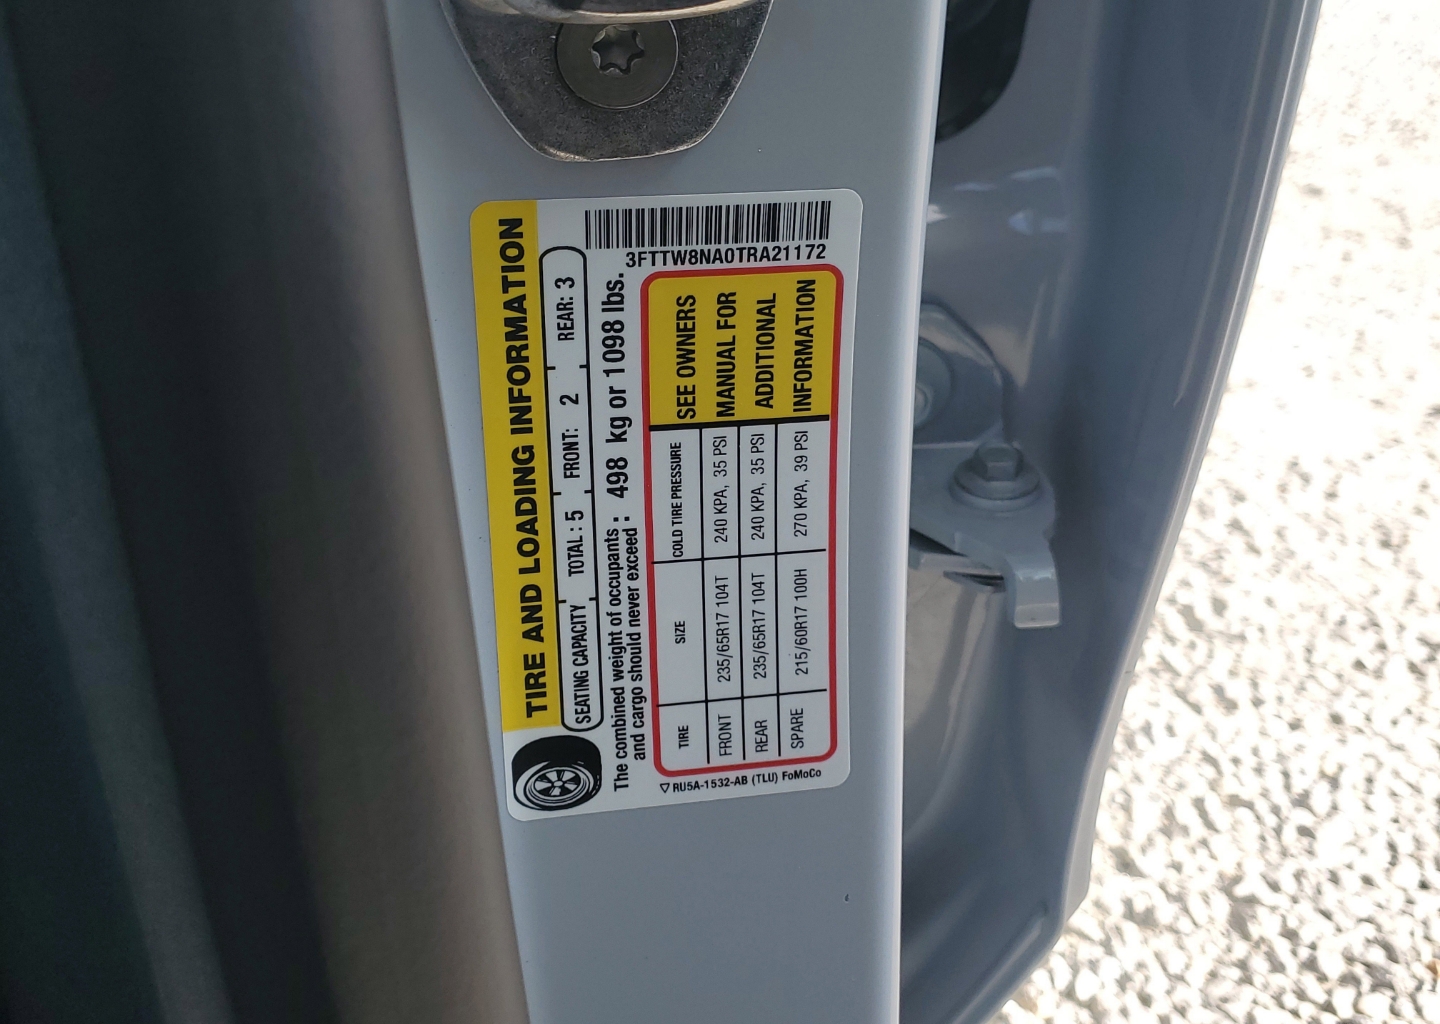 3FTTW8NA0TRA21172
TIRE AND LOADING INFORMATION
SEATING CAPACITY TOTAL : 5 FRONT: 2 REAR: 3
The combined weight of occupants : 498 kg or 1098 lbs.
and cargo should never exceed :
TIRE SIZE COLD TIRE PRESSURE
FRONT 235/65R17 104T 240 KPA, 35 PSI
REAR 235/65R17 104T 240 KPA, 35 PSI
SPARE 215/60R17 100H 270 KPA, 39 PSI
SEE OWNERS
MANUAL FOR
ADDITIONAL
INFORMATION
RU5A-1532-AB (TLU) FoMoCo